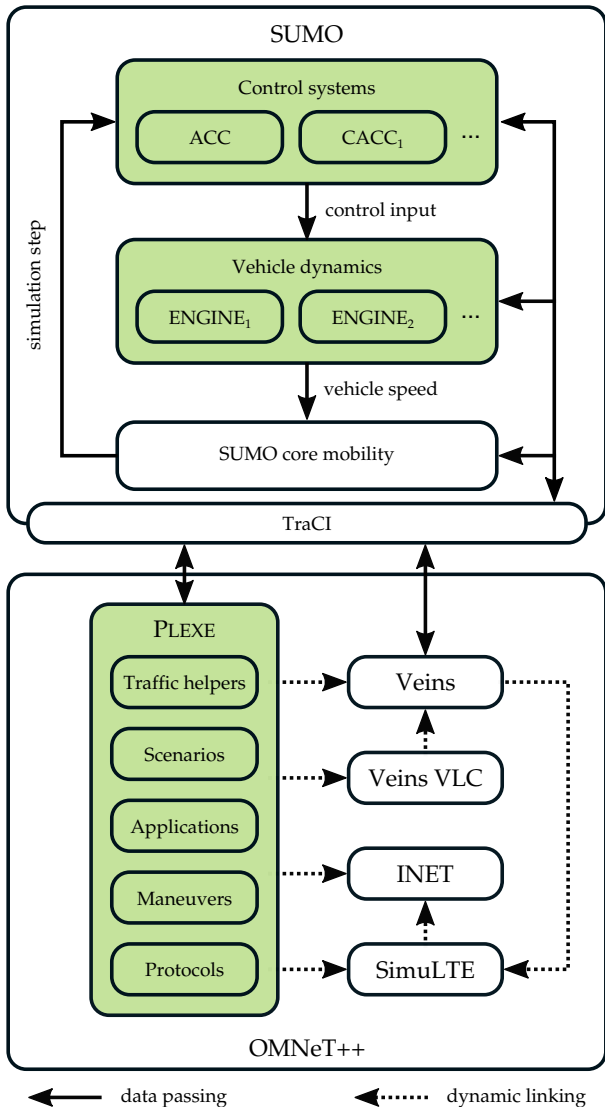 SUMO
Control systems
ACC
CACC₁
...
control input
simulation step
Vehicle dynamics
ENGINE₁
ENGINE₂
...
vehicle speed
SUMO core mobility
TraCI
PLEXE
Traffic helpers
Veins
Scenarios
Veins VLC
Applications
INET
Maneuvers
Protocols
SimuLTE
OMNeT++
data passing
dynamic linking